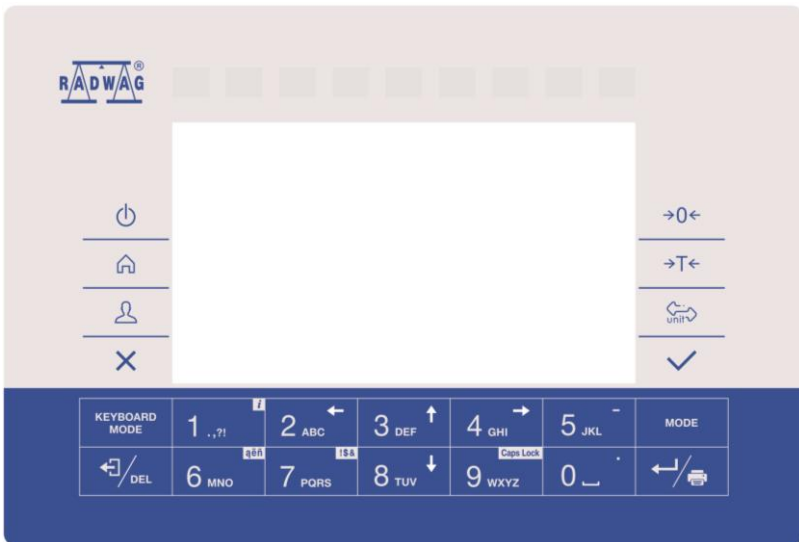 RADWAG®
→0←
→T←
unit
KEYBOARD MODE
1 .,?!
i
2 ABC ←
3 DEF ↑
4 GHI →
5 JKL -
MODE
DEL
6 MNO
ąëñ
7 PQRS
!$&
8 TUV ↓
9 WXYZ
Caps Lock
0 ⎵ .